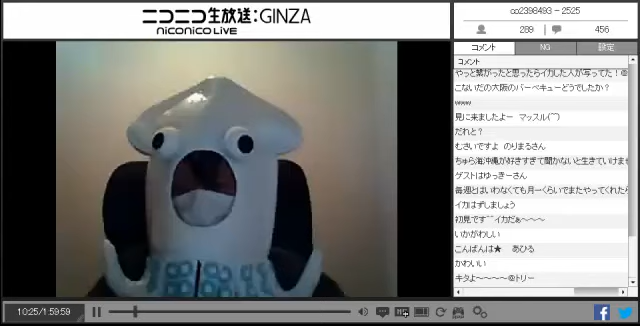 ニコニコ生放送:GINZA
niconico LIVE
co2398493 - 2525
289
456
コメント
NG
設定
コメント
やっと繋がったと思ったらイカした人が写ってた!@
こないだの大阪のバーベキューどうでしたか?
www
見に来ましたよー マッスル(^^)
だれと?
むさいですよ のりまるさん
ちゅら海沖縄が好きすぎて聞かないと生きていけませ
ゲストはゆっきーさん
毎週とはいわなくても月一くらいでまたやってくれたら
イカはずしましょう
初見です^^イカだぁ~~~
いかがわしい
こんばんは★ あひる
かわいい
キタよ~~~~@トリー
10:25/1:59:59